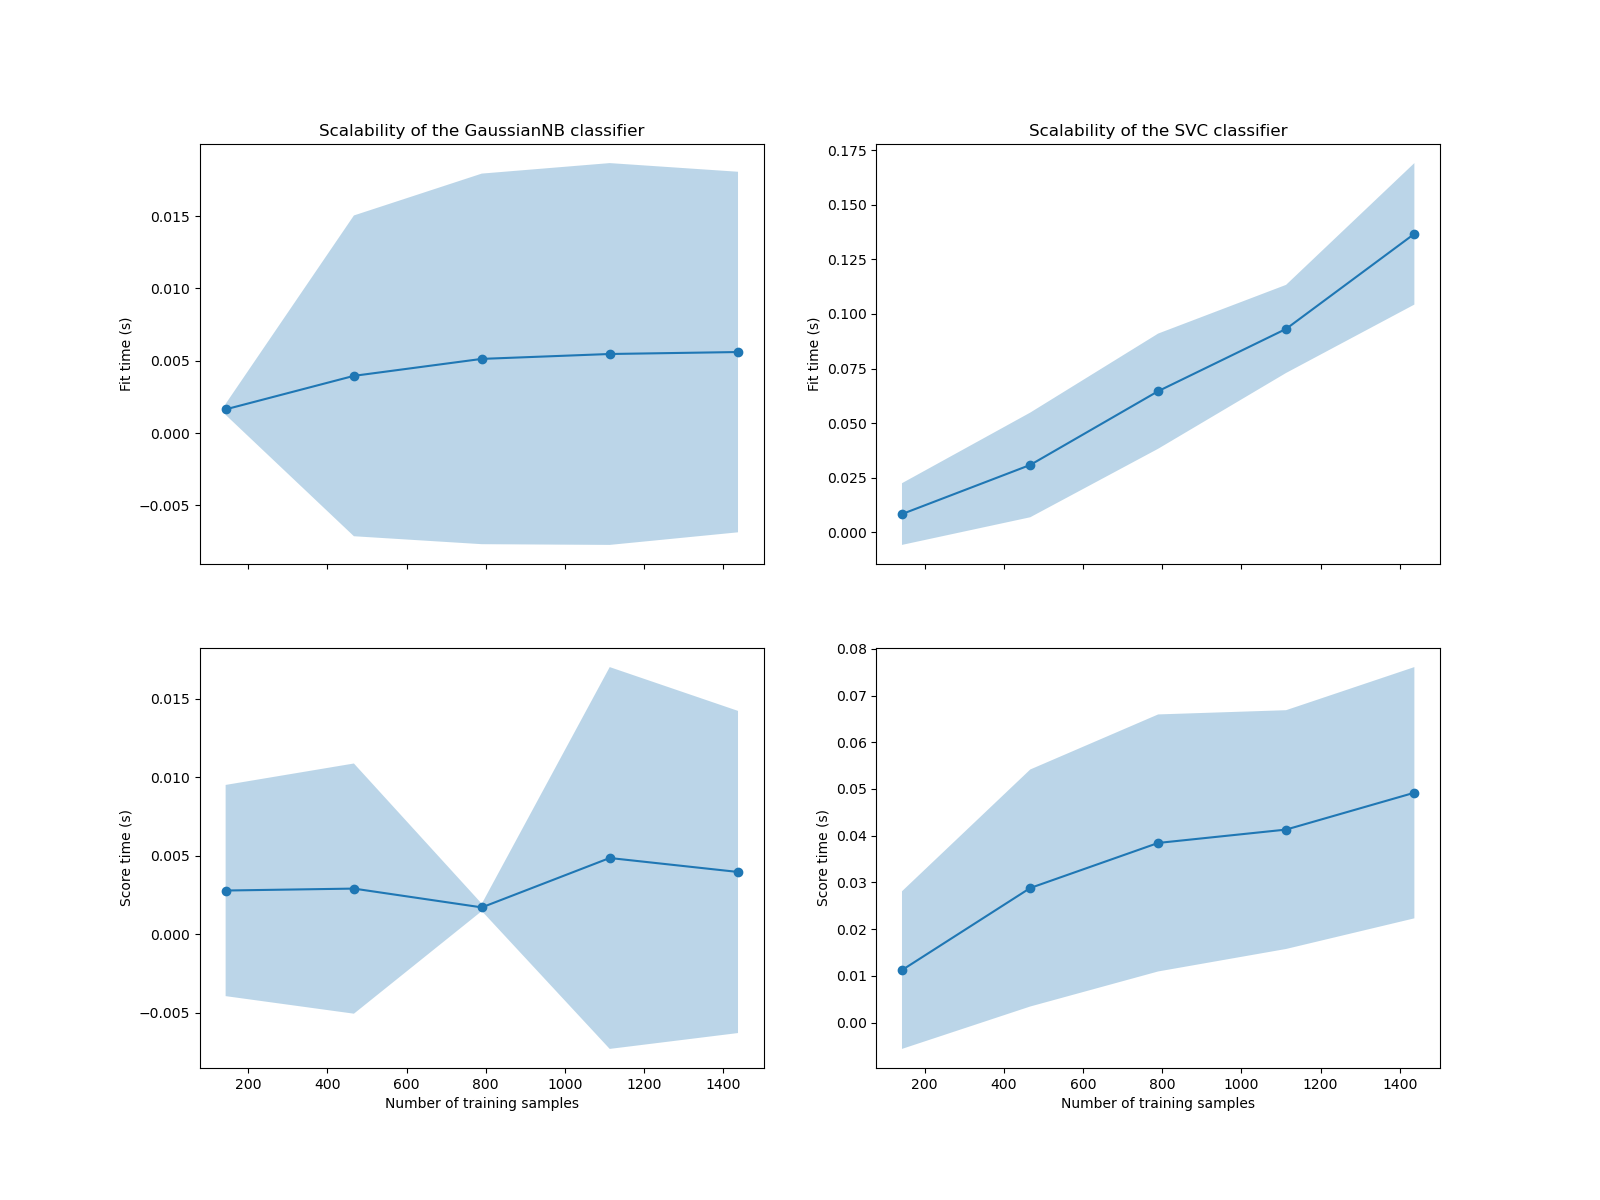 Scalability of the GaussianNB classifier
0.015
0.010
0.005
0.000
−0.005
Fit time (s)
Scalability of the SVC classifier
0.175
0.150
0.125
0.100
0.075
0.050
0.025
0.000
Fit time (s)
0.015
0.010
0.005
0.000
−0.005
Score time (s)
200 400 600 800 1000 1200 1400
Number of training samples
0.08
0.07
0.06
0.05
0.04
0.03
0.02
0.01
0.00
Score time (s)
200 400 600 800 1000 1200 1400
Number of training samples